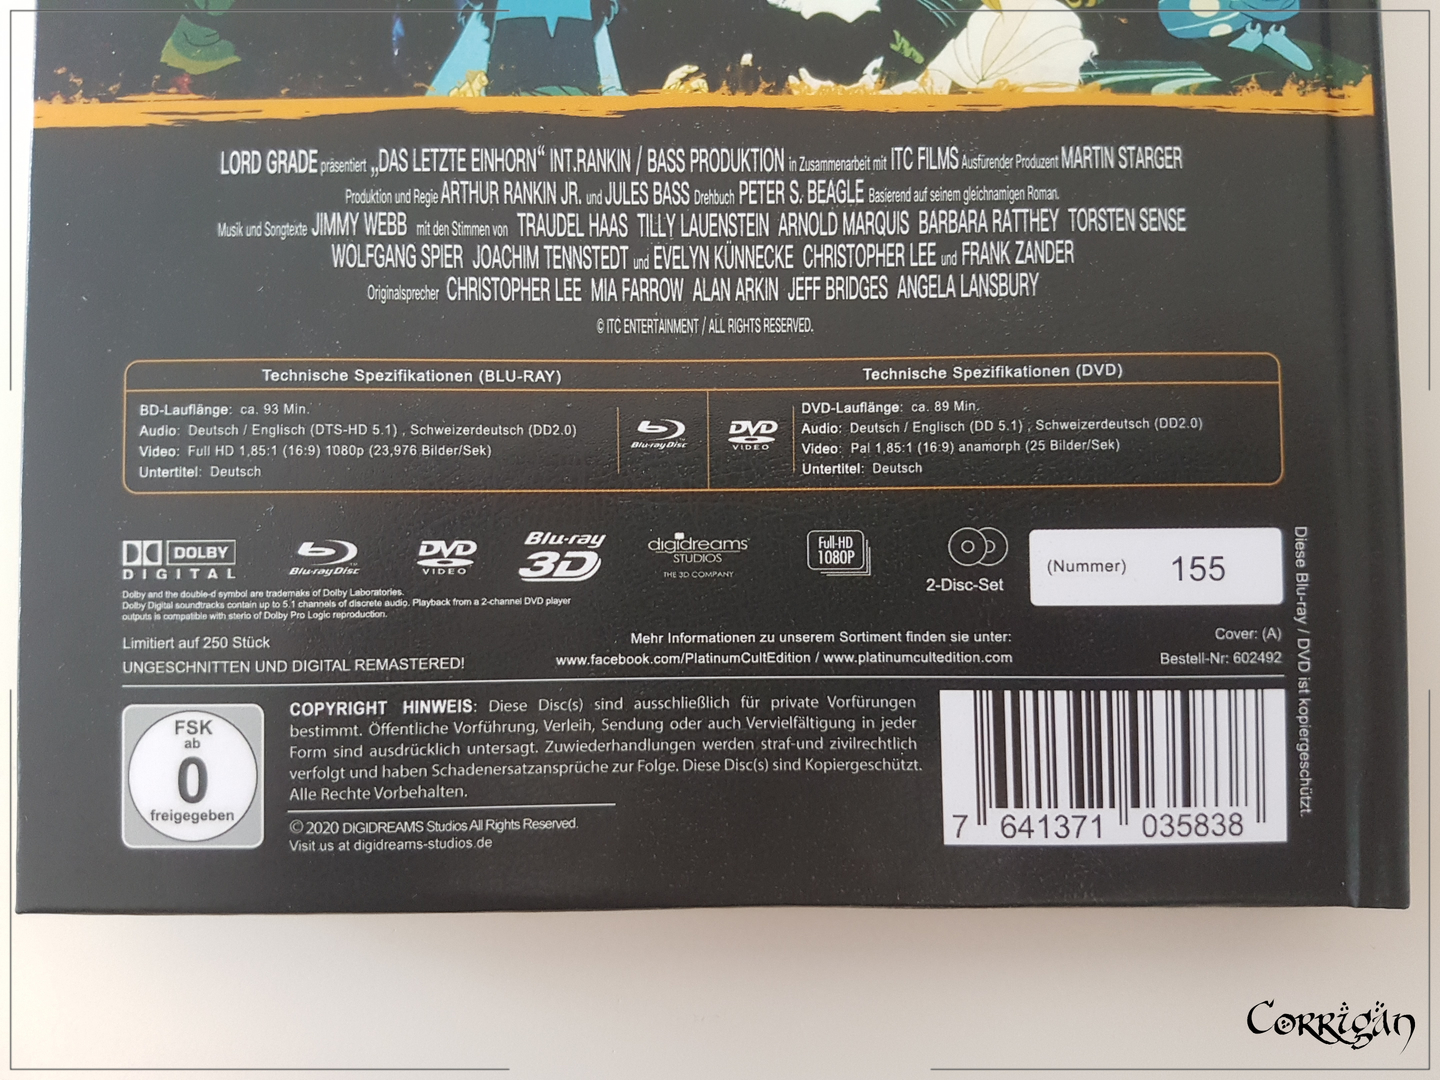 LORD GRADE präsentiert „DAS LETZTE EINHORN“ INT.RANKIN / BASS PRODUKTION in Zusammenarbeit mit ITC FILMS Ausfürender Produzent MARTIN STARGER
Produktion und Regie ARTHUR RANKIN JR. und JULES BASS Drehbuch PETER S. BEAGLE Basierend auf seinem gleichnamigen Roman.
Musik und Songtexte JIMMY WEBB mit den Stimmen von TRAUDEL HAAS TILLY LAUENSTEIN ARNOLD MARQUIS BARBARA RATTHEY TORSTEN SENSE
WOLFGANG SPIER JOACHIM TENNSTEDT und EVELYN KÜNNECKE CHRISTOPHER LEE und FRANK ZANDER
Originalsprecher CHRISTOPHER LEE MIA FARROW ALAN ARKIN JEFF BRIDGES ANGELA LANSBURY
© ITC ENTERTAINMENT / ALL RIGHTS RESERVED.
Technische Spezifikationen (BLU-RAY)
BD-Lauflänge: ca. 93 Min.
Audio: Deutsch / Englisch (DTS-HD 5.1) , Schweizerdeutsch (DD2.0)
Video: Full HD 1,85:1 (16:9) 1080p (23,976 Bilder/Sek)
Untertitel: Deutsch
Blu-ray Disc
Technische Spezifikationen (DVD)
DVD VIDEO
DVD-Lauflänge: ca. 89 Min.
Audio: Deutsch / Englisch (DD 5.1) , Schweizerdeutsch (DD2.0)
Video: Pal 1,85:1 (16:9) anamorph (25 Bilder/Sek)
Untertitel: Deutsch
DOLBY
DIGITAL
Blu-ray Disc
DVD
VIDEO
Blu-ray
3D
digidreams
STUDIOS
THE 3D COMPANY
Full-HD
1080P
2-Disc-Set
(Nummer) 155
Dolby and the double-d symbol are trademaks of Dolby Laboratories.
Dolby Digital soundtracks contain up to 5.1 channels of discrete audio. Playback from a 2-channel DVD player
outputs is compatible with sterio of Dolby Pro Logic reproduction.
Limitiert auf 250 Stück
UNGESCHNITTEN UND DIGITAL REMASTERED!
Mehr Informationen zu unserem Sortiment finden sie unter:
www.facebook.com/PlatinumCultEdition / www.platinumcultedition.com
Cover: (A)
Bestell-Nr: 602492
Diese Blu-ray / DVD ist kopiergeschützt.
FSK
ab
0
freigegeben
COPYRIGHT HINWEIS: Diese Disc(s) sind ausschließlich für private Vorführungen
bestimmt. Öffentliche Vorführung, Verleih, Sendung oder auch Vervielfältigung in jeder
Form sind ausdrücklich untersagt. Zuwiederhandlungen werden straf-und zivilrechtlich
verfolgt und haben Schadenersatzansprüche zur Folge. Diese Disc(s) sind Kopiergeschützt.
Alle Rechte Vorbehalten.
© 2020 DIGIDREAMS Studios All Rights Reserved.
Visit us at digidreams-studios.de
7 641371 035838
Corrigan